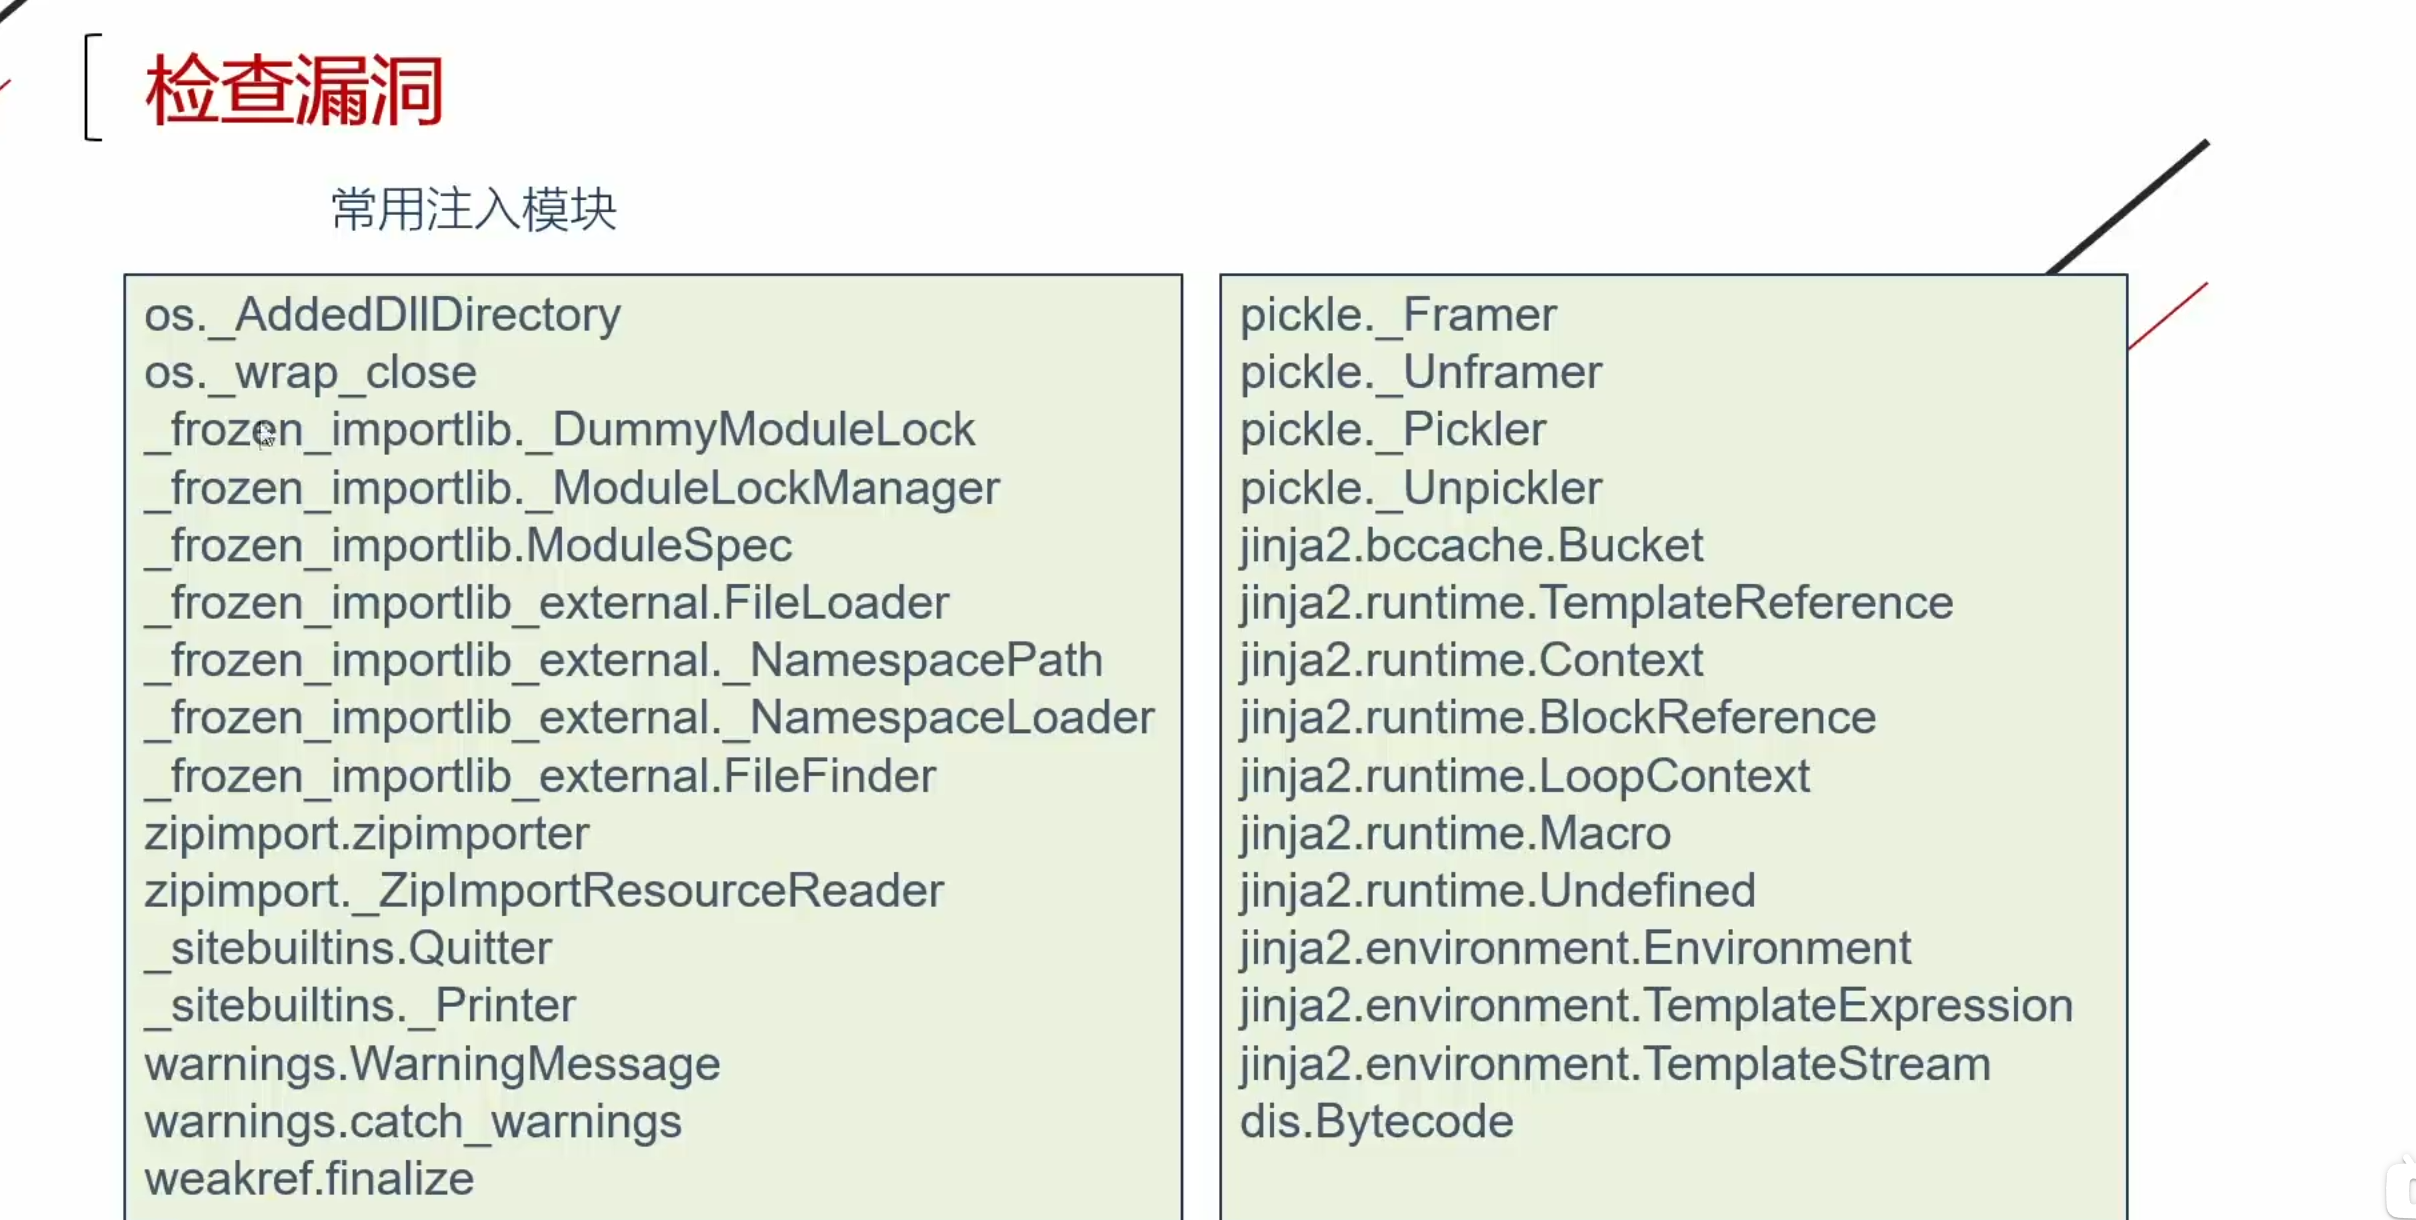 检查漏洞
常用注入模块
os._AddedDllDirectory
os._wrap_close
_frozen_importlib._DummyModuleLock
_frozen_importlib._ModuleLockManager
_frozen_importlib.ModuleSpec
_frozen_importlib_external.FileLoader
_frozen_importlib_external._NamespacePath
_frozen_importlib_external._NamespaceLoader
_frozen_importlib_external.FileFinder
zipimport.zipimporter
zipimport._ZipImportResourceReader
_sitebuiltins.Quitter
_sitebuiltins._Printer
warnings.WarningMessage
warnings.catch_warnings
weakref.finalize
pickle._Framer
pickle._Unframer
pickle._Pickler
pickle._Unpickler
jinja2.bccache.Bucket
jinja2.runtime.TemplateReference
jinja2.runtime.Context
jinja2.runtime.BlockReference
jinja2.runtime.LoopContext
jinja2.runtime.Macro
jinja2.runtime.Undefined
jinja2.environment.Environment
jinja2.environment.TemplateExpression
jinja2.environment.TemplateStream
dis.Bytecode